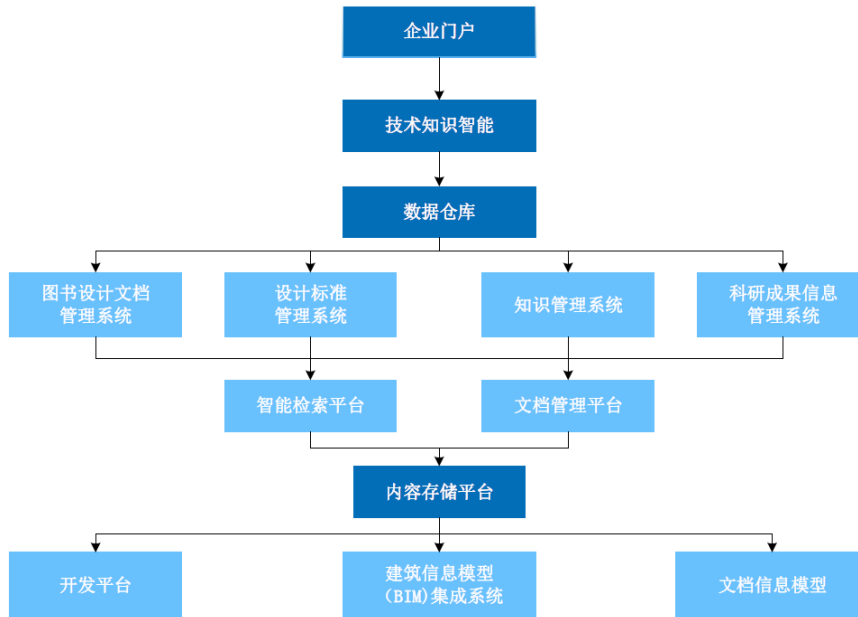 企业门户
技术知识智能
数据仓库
图书设计文档
管理系统
设计标准
管理系统
知识管理系统
科研成果信息
管理系统
智能检索平台
文档管理平台
内容存储平台
开发平台
建筑信息模型
（BIM)集成系统
文档信息模型